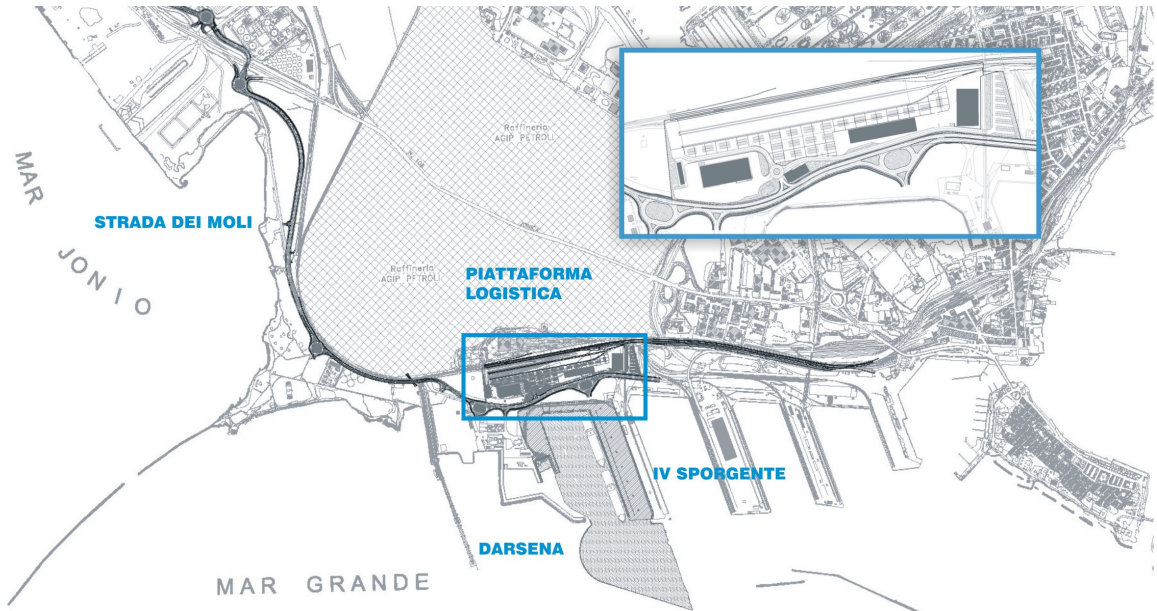 Raffineria
AGIP PETROLI
MAR
JONIO
STRADA DEI MOLI
Raffineria
AGIP PETROLI
PIATTAFORMA
LOGISTICA
IV SPORGENTE
DARSENA
MAR GRANDE